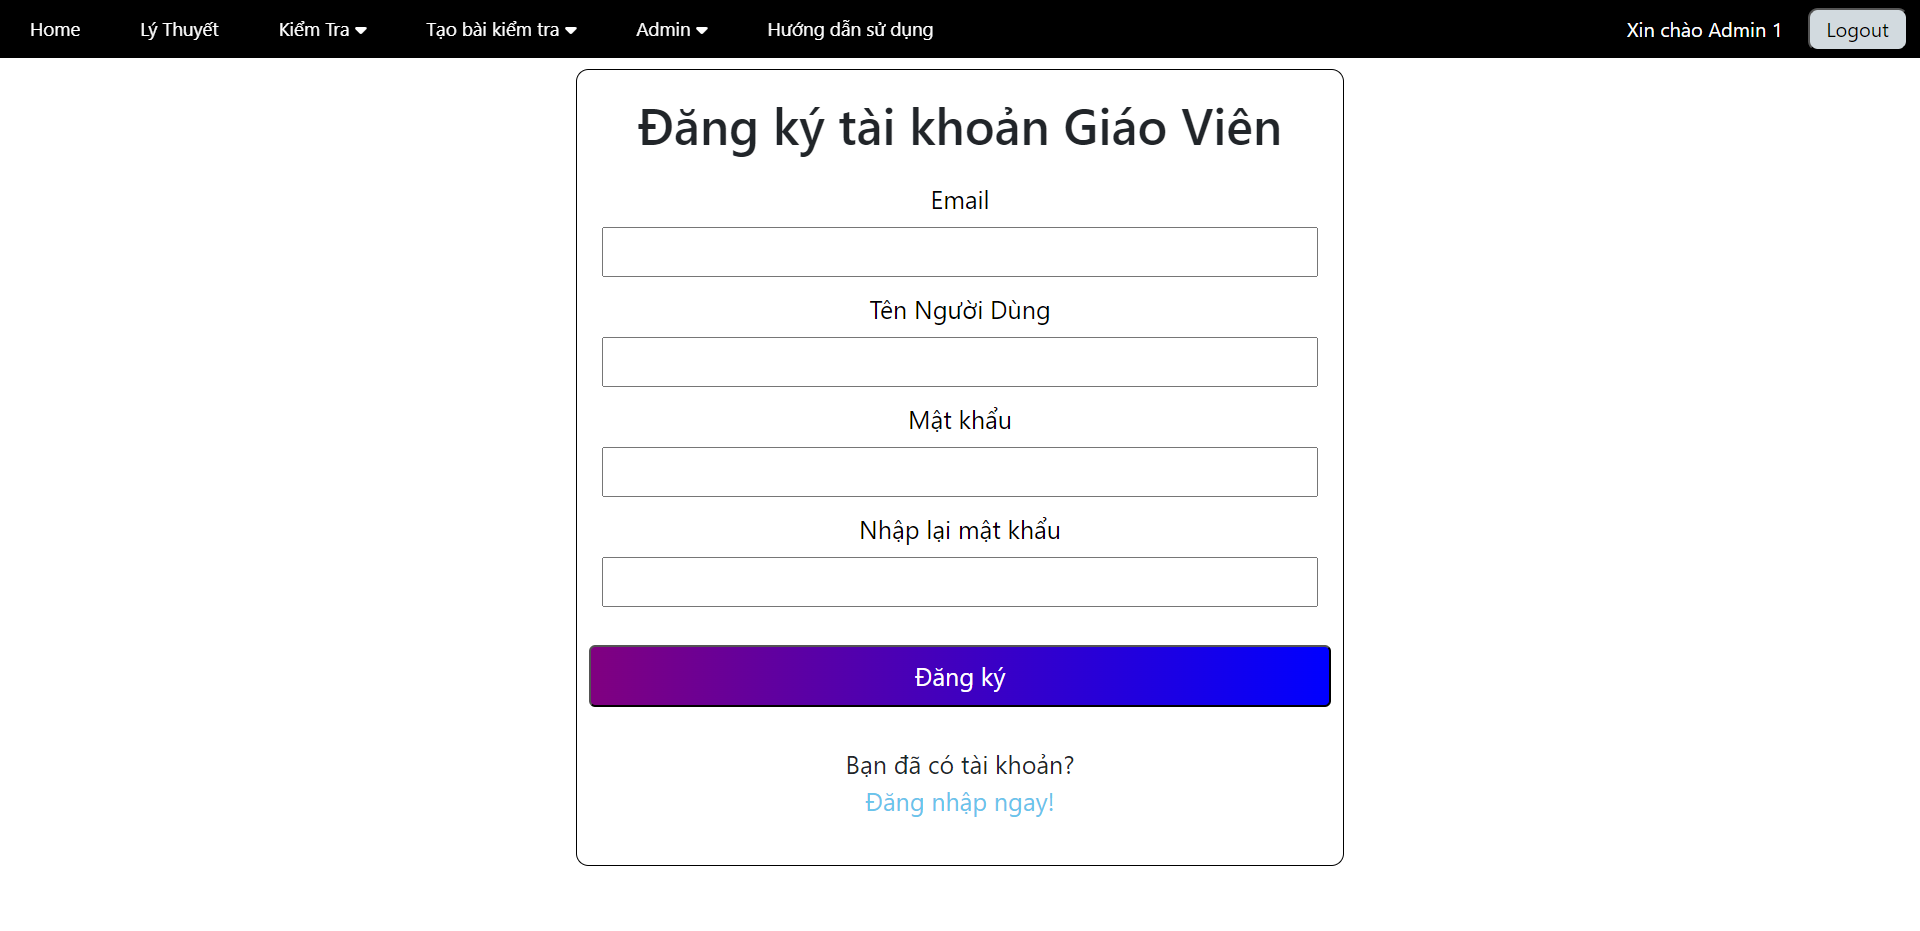 Home Lý Thuyết Kiểm Tra Tạo bài kiểm tra Admin Hướng dẫn sử dụng Xin chào Admin 1 Logout
Đăng ký tài khoản Giáo Viên
Email
Tên Người Dùng
Mật khẩu
Nhập lại mật khẩu
Đăng ký
Bạn đã có tài khoản?
Đăng nhập ngay!